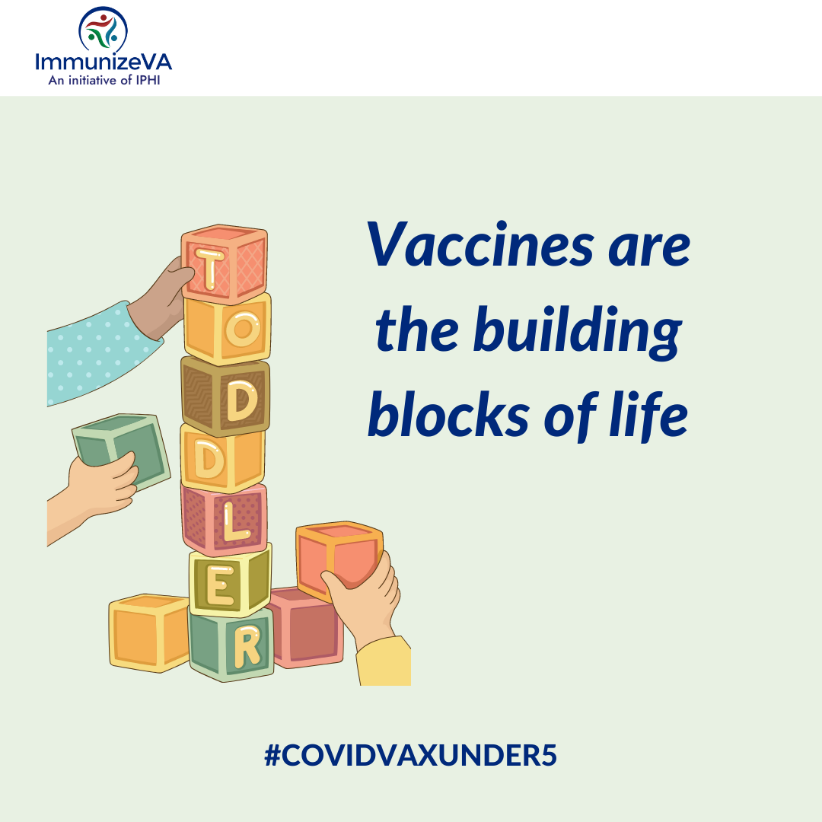 ImmunizeVA
An initiative of IPHI
Vaccines are
the building
blocks of life
T
O
D
D
L
E
R
#COVIDVAXUNDER5